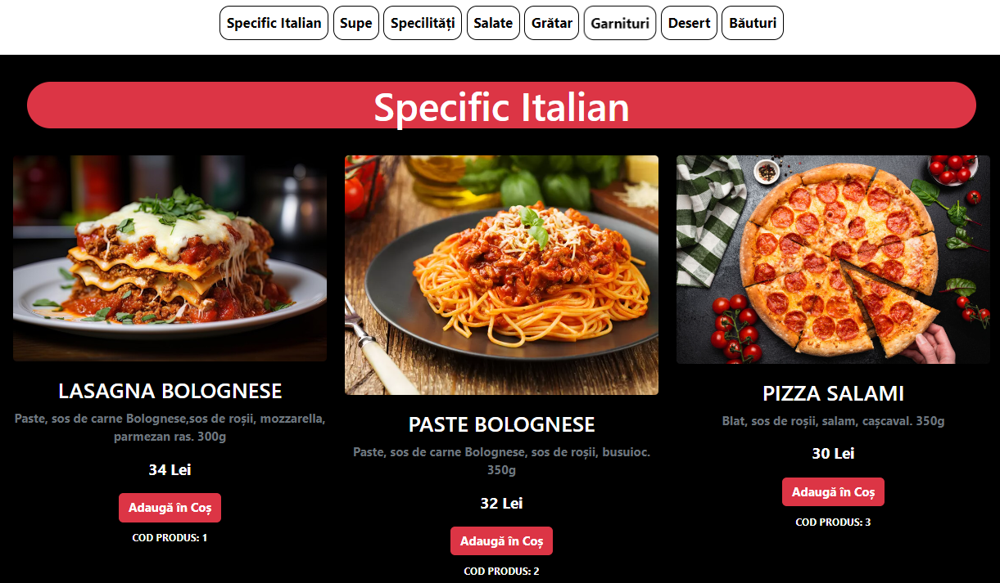 Specific Italian
Supe
Specilități
Salate
Grătar
Garnituri
Desert
Băuturi
Specific Italian
LASAGNA BOLOGNESE
Paste, sos de carne Bolognese,sos de roșii, mozzarella,
parmezan ras. 300g
34 Lei
Adaugă în Coș
COD PRODUS: 1
PASTE BOLOGNESE
Paste, sos de carne Bolognese, sos de roșii, busuioc.
350g
32 Lei
Adaugă în Coș
COD PRODUS: 2
PIZZA SALAMI
Blat, sos de roșii, salam, cașcaval. 350g
30 Lei
Adaugă în Coș
COD PRODUS: 3